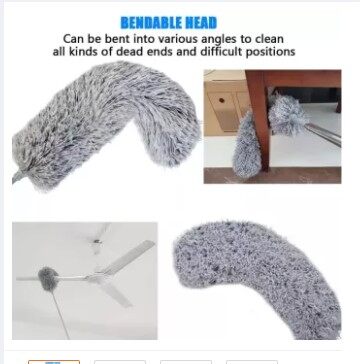 BENDABLE HEAD
Can be bent into various angles to clean
all kinds of dead ends and difficult positions